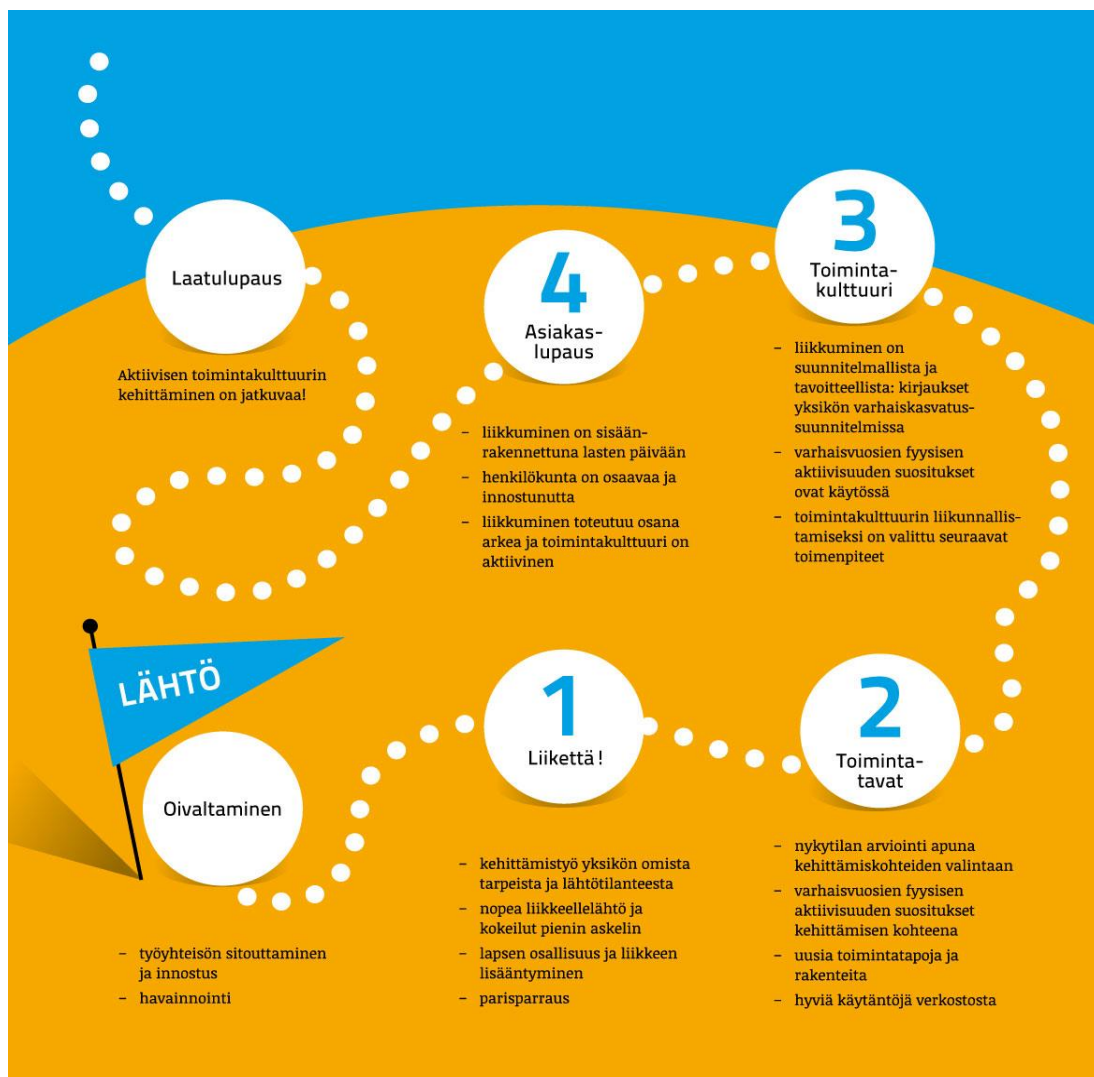 LÄHTÖ
Oivaltaminen
– työyhteisön sitouttaminen
ja innostus
– havainnointi
1
Liikettä!
– kehittämistyö yksikön omista
tarpeista ja lähtötilanteesta
– nopea liikkeellelähtö ja
kokeilut pienin askelin
– lapsen osallisuus ja liikkeen
lisääntyminen
– parisparraus
2
Toiminta-
tavat
– nykytilan arviointi apuna
kehittämiskohteiden valintaan
– varhaisvuosien fyysisen
aktiivisuuden suositukset
kehittämisen kohteena
– uusia toimintatapoja ja
rakenteita
– hyviä käytäntöjä verkostosta
3
Toiminta-
kulttuuri
– liikkuminen on
suunnitelmallista ja
tavoitteellista: kirjaukset
yksikön varhaiskasvatus-
suunnitelmissa
– varhaisvuosien fyysisen
aktiivisuuden suositukset
ovat käytössä
– toimintakulttuurin liikunnallis-
tamiseksi on valittu seuraavat
toimenpiteet
4
Asiakas-
lupaus
– liikkuminen on sisään-
rakennettuna lasten päivään
– henkilökunta on osaavaa ja
innostunutta
– liikkuminen toteutuu osana
arkea ja toimintakulttuuri on
aktiivinen
Laatulupaus
Aktiivisen toimintakulttuurin
kehittäminen on jatkuvaa!